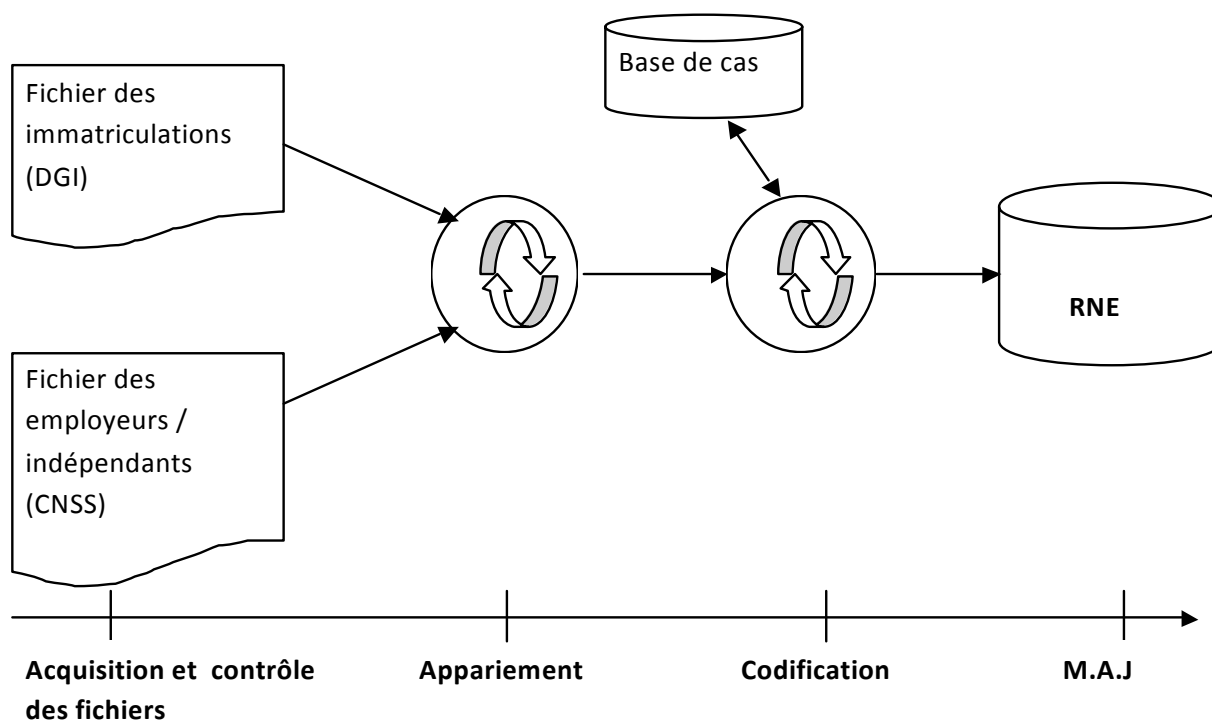 Fichier des
immatriculations
(DGI)
Base de cas
RNE
Fichier des
employeurs /
indépendants
(CNSS)
Acquisition et contrôle
des fichiers
Appariement
Codification
M.A.J